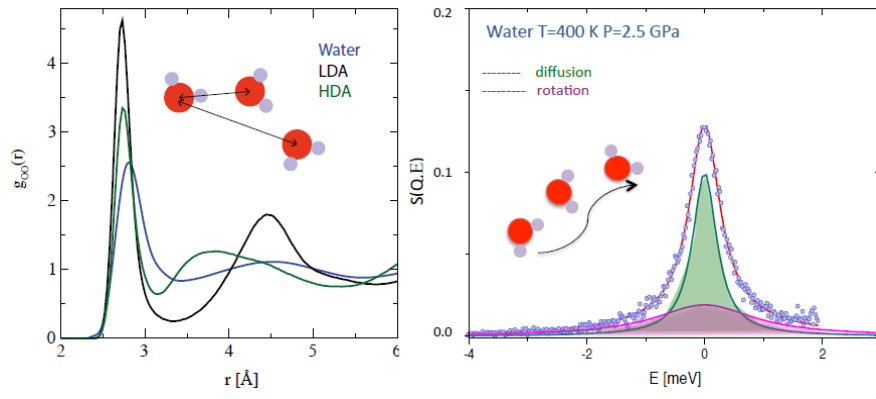 Water
LDA
HDA
g_OO(r)
4
3
2
1
0
2
3
4
5
6
r [Å]
Water T=400 K P=2.5 GPa
-------- diffusion
-------- rotation
S(Q,E)
0.2
0.1
0.0
-4
-2
0
2
E [meV]